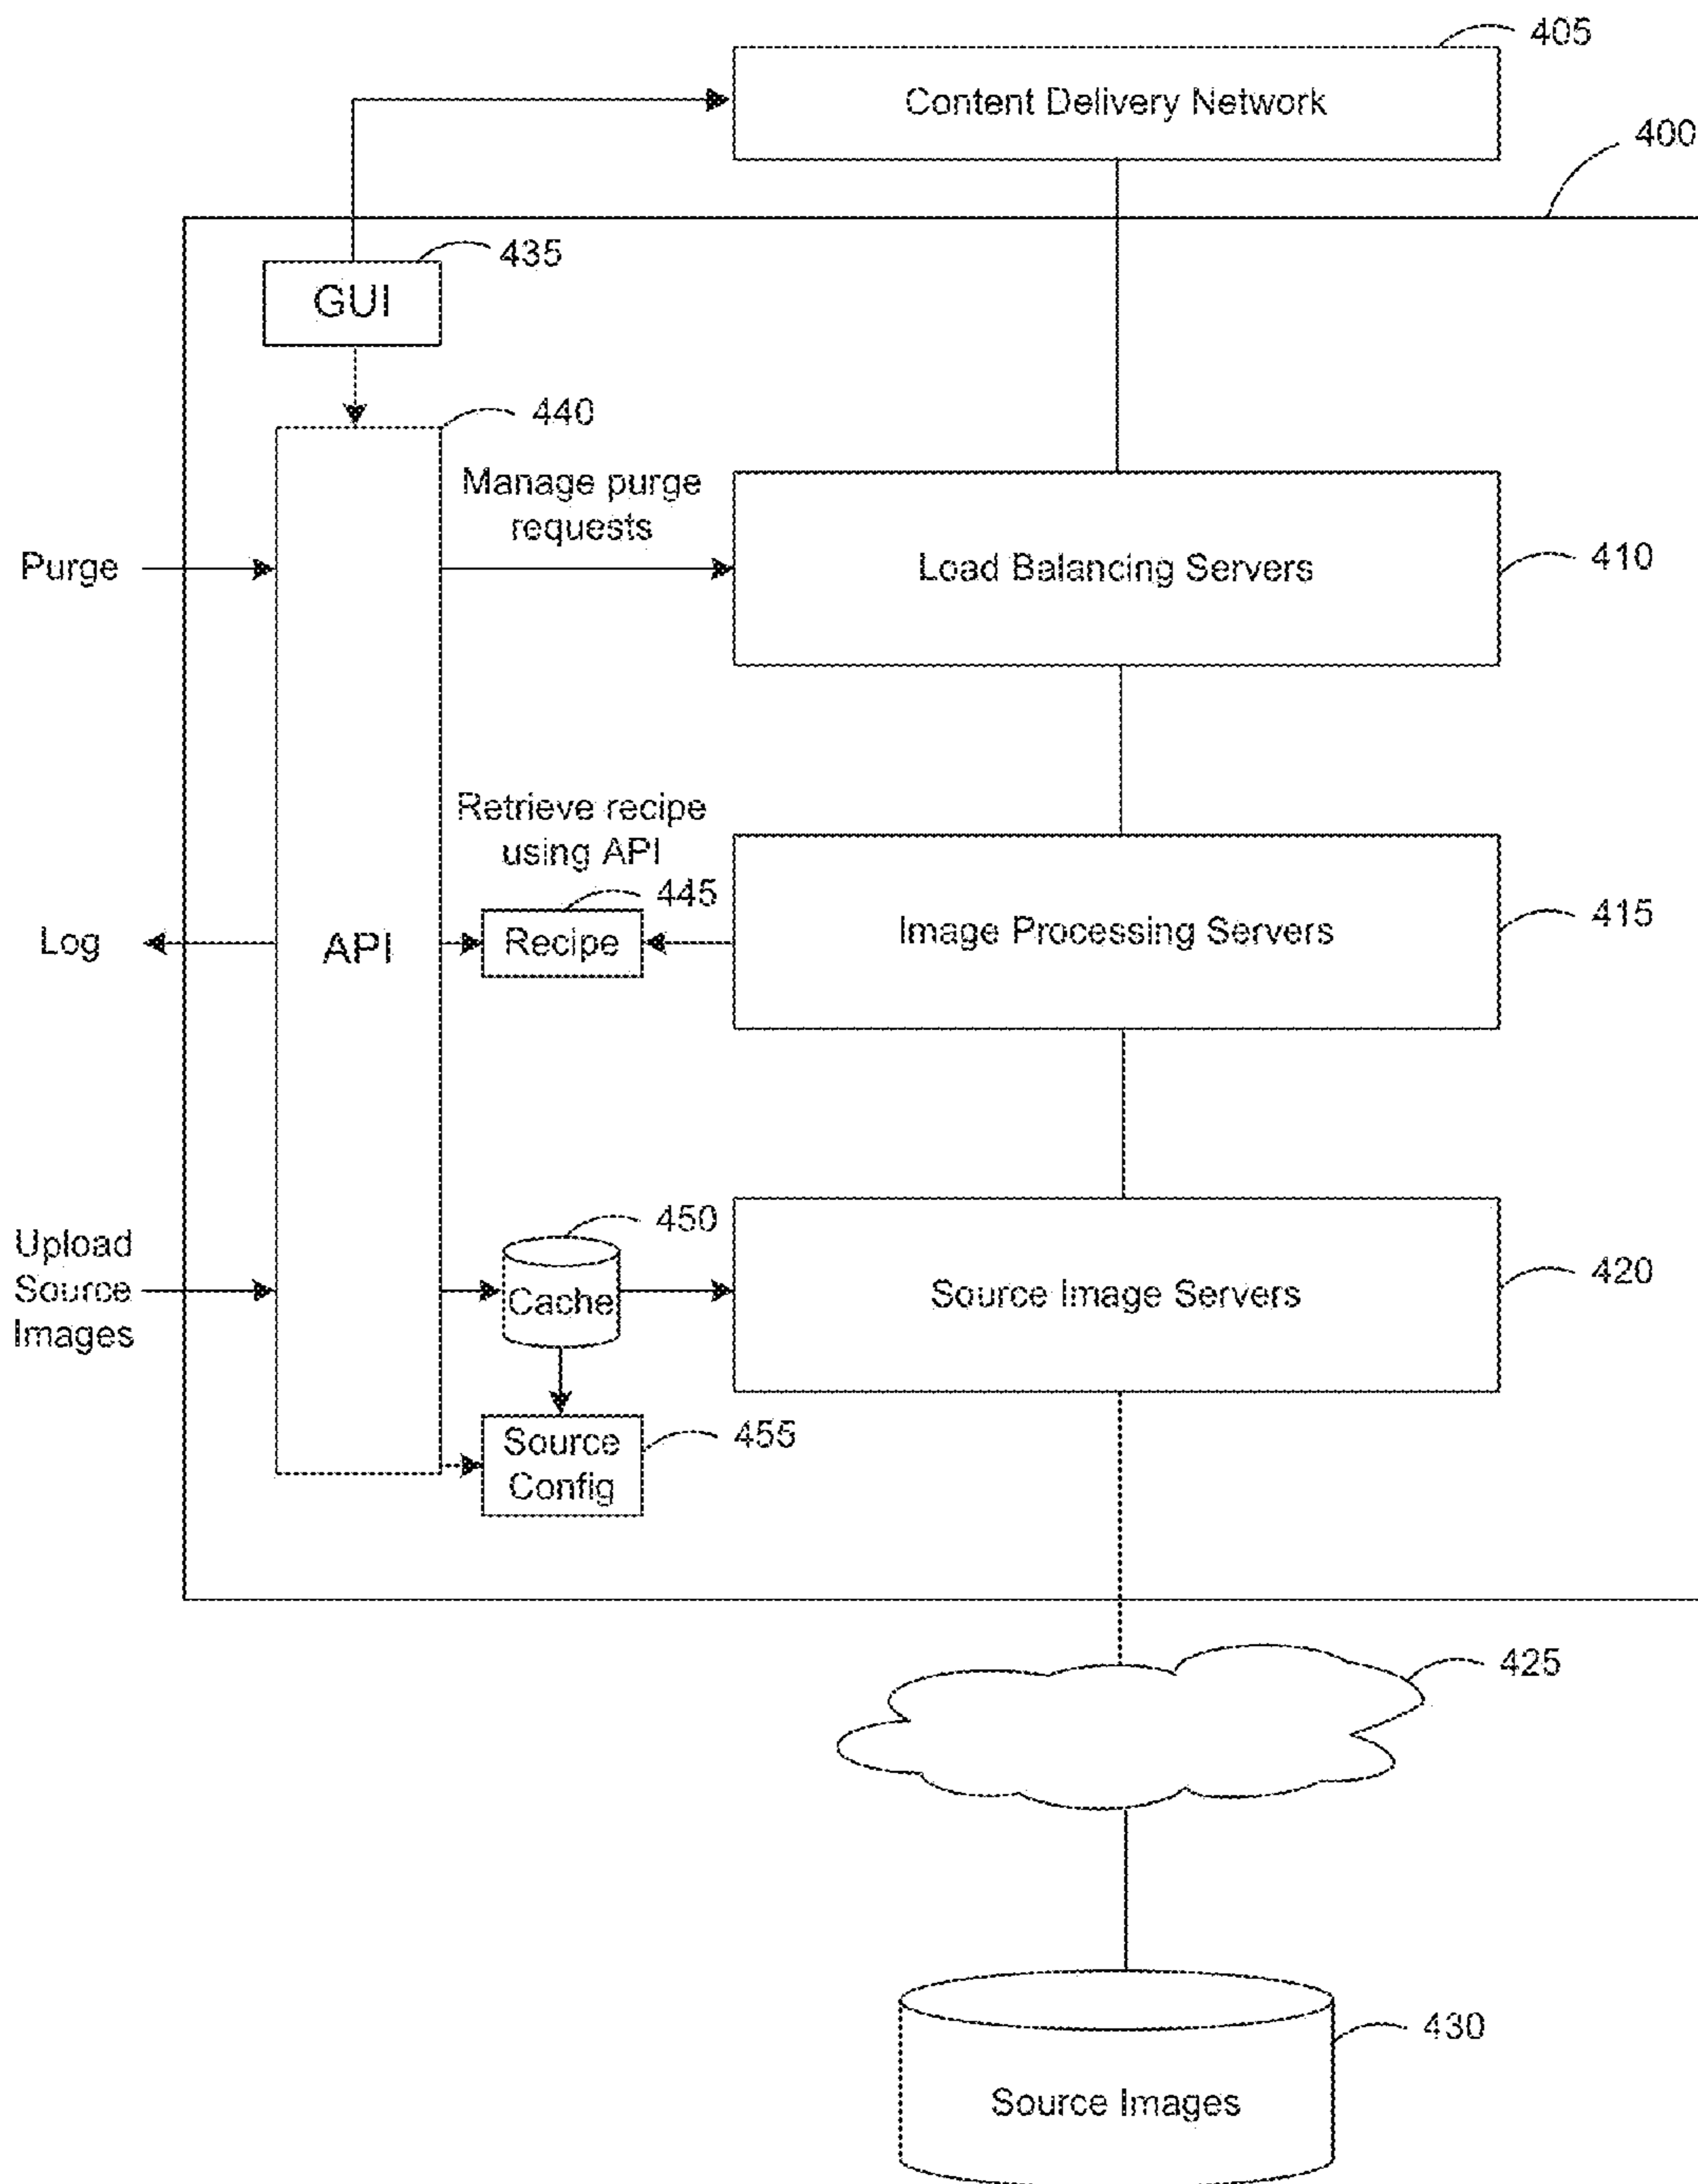 405
Content Delivery Network
400
435
GUI
440
Manage purge
requests
Purge
Load Balancing Servers
410
Retrieve recipe
using API
445
Log
API
Recipe
Image Processing Servers
415
Upload
Source
Images
450
Cache
Source Image Servers
420
Source
Config
455
425
430
Source Images